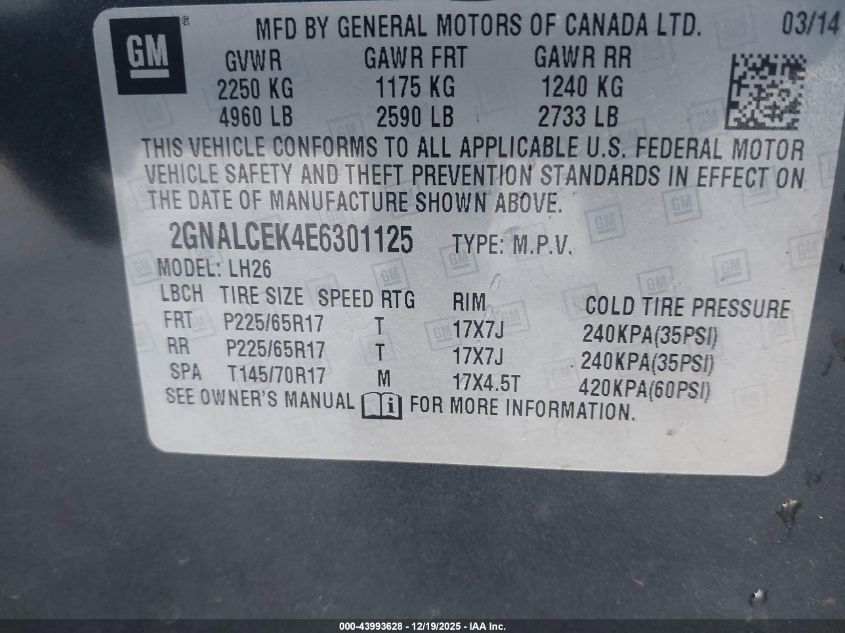 GM ® MFD BY GENERAL MOTORS OF CANADA LTD. 03/14
GVWR GAWR FRT GAWR RR
2250 KG 1175 KG 1240 KG
4960 LB 2590 LB 2733 LB
THIS VEHICLE CONFORMS TO ALL APPLICABLE U.S. FEDERAL MOTOR
VEHICLE SAFETY AND THEFT PREVENTION STANDARDS IN EFFECT ON
THE DATE OF MANUFACTURE SHOWN ABOVE.
2GNALCEK4E6301125 TYPE: M.P.V.
MODEL: LH26
LBCH TIRE SIZE SPEED RTG RIM COLD TIRE PRESSURE
FRT P225/65R17 T 17X7J 240KPA(35PSI)
RR P225/65R17 T 17X7J 240KPA(35PSI)
SPA T145/70R17 M 17X4.5T 420KPA(60PSI)
SEE OWNER'S MANUAL i FOR MORE INFORMATION.
000-43993628 - 12/19/2025 - IAA Inc.